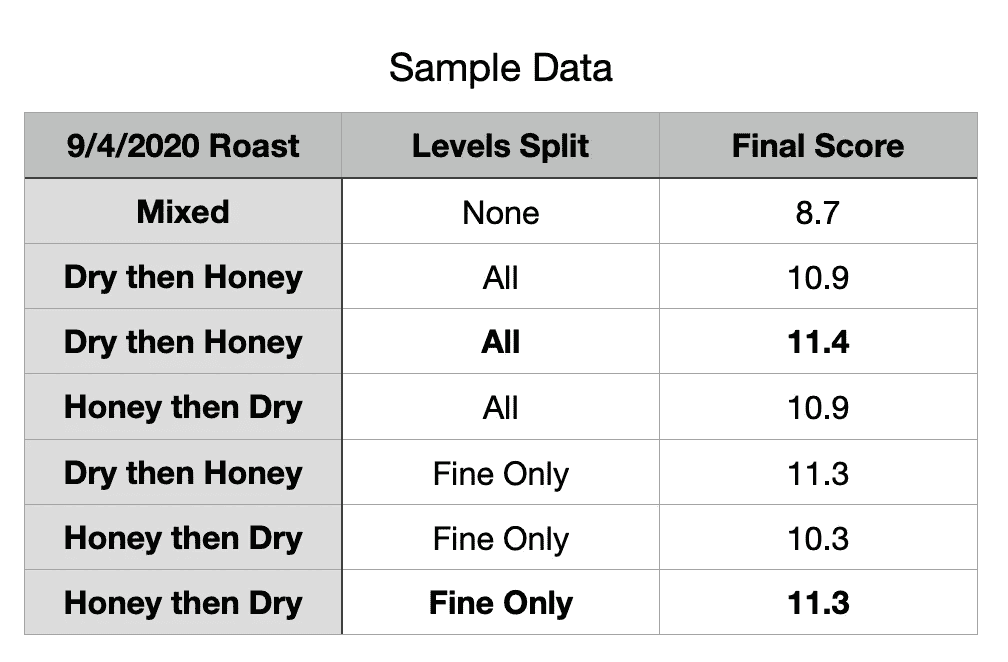 Sample Data
9/4/2020 Roast Levels Split Final Score
Mixed None 8.7
Dry then Honey All 10.9
Dry then Honey All 11.4
Honey then Dry All 10.9
Dry then Honey Fine Only 11.3
Honey then Dry Fine Only 10.3
Honey then Dry Fine Only 11.3